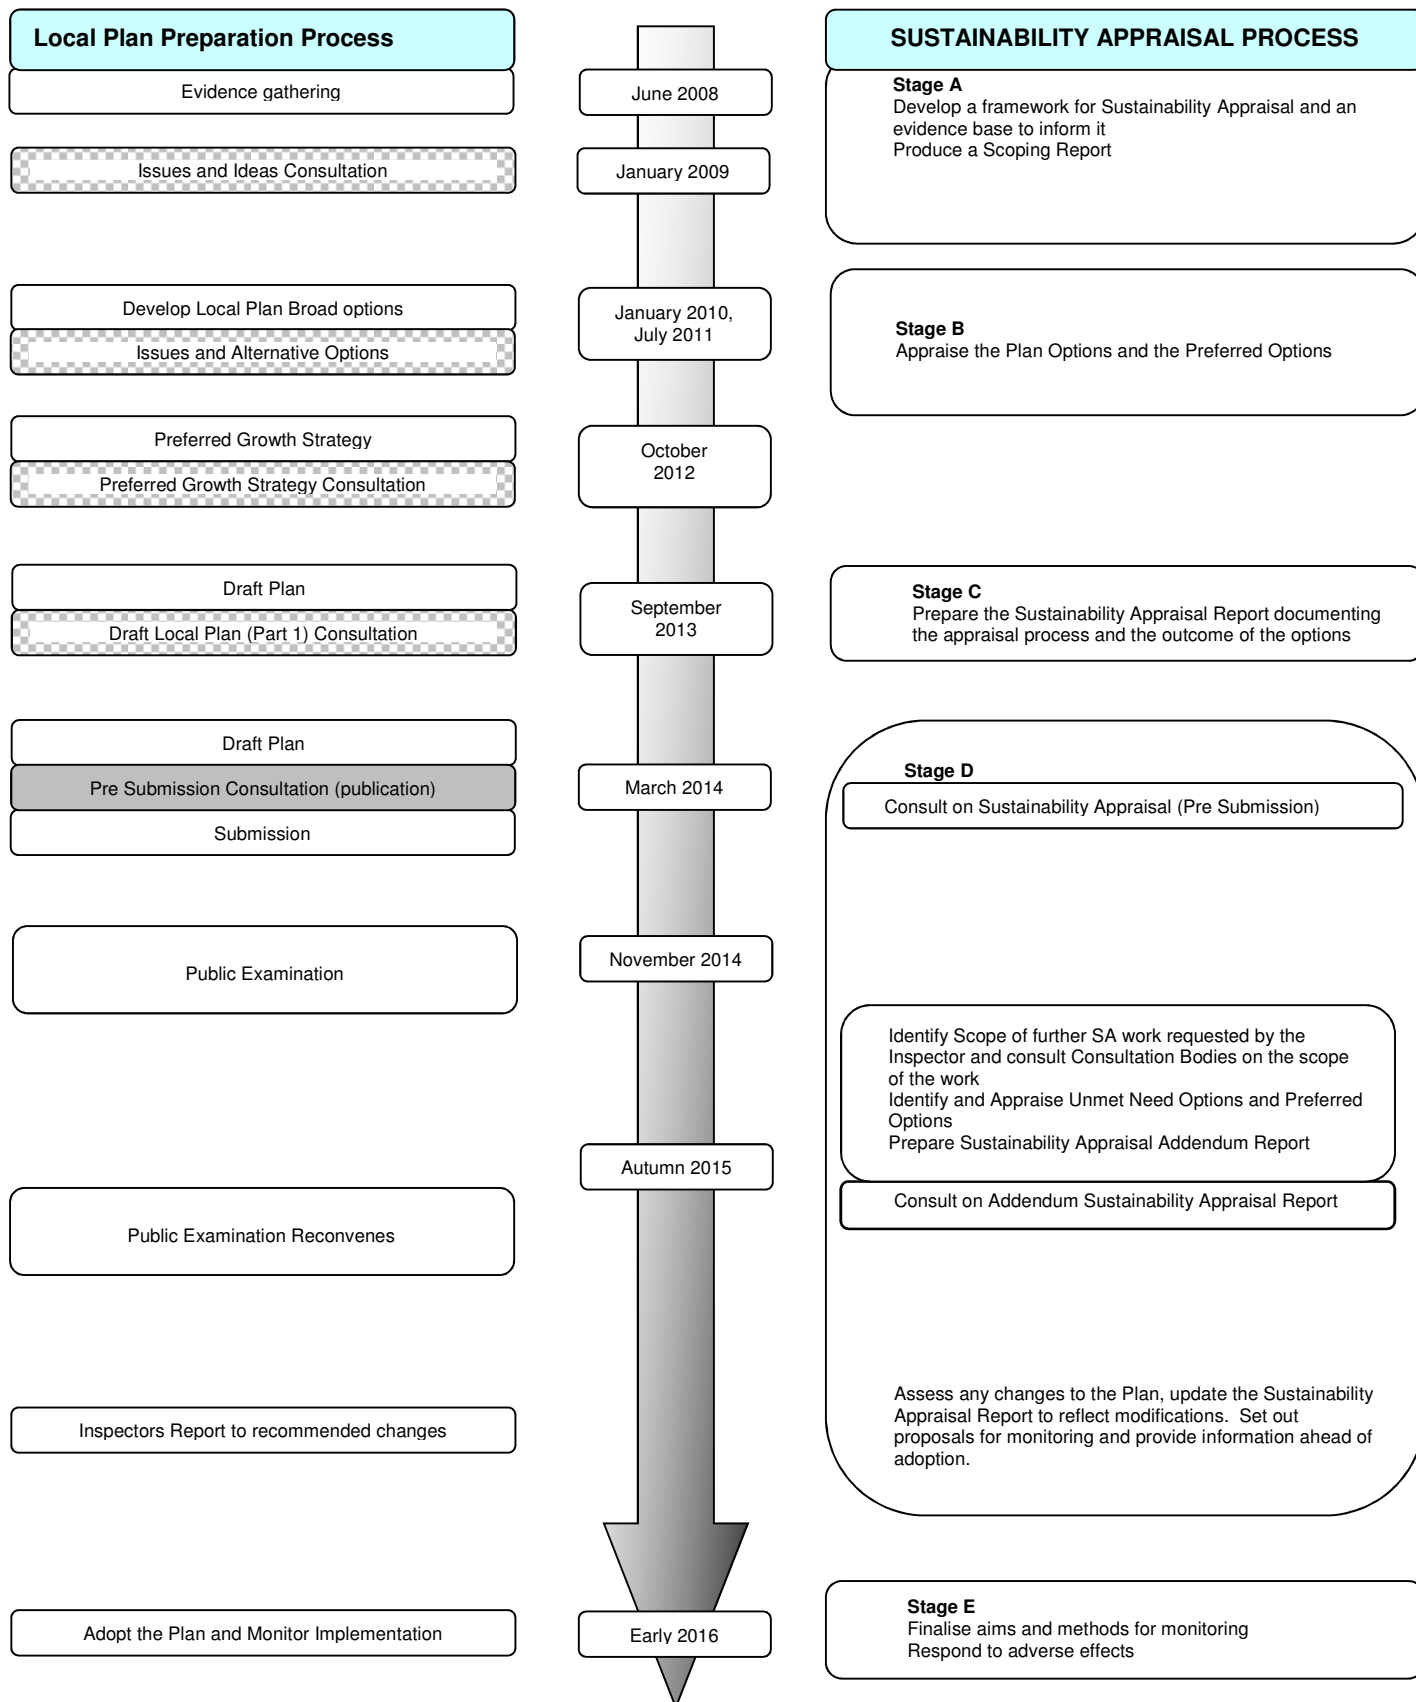 Local Plan Preparation Process
SUSTAINABILITY APPRAISAL PROCESS
Evidence gathering
June 2008
Stage A
Develop a framework for Sustainability Appraisal and an
evidence base to inform it
Produce a Scoping Report
Issues and Ideas Consultation
January 2009
Develop Local Plan Broad options
Issues and Alternative Options
January 2010,
July 2011
Stage B
Appraise the Plan Options and the Preferred Options
Preferred Growth Strategy
Preferred Growth Strategy Consultation
October
2012
Draft Plan
Draft Local Plan (Part 1) Consultation
September
2013
Stage C
Prepare the Sustainability Appraisal Report documenting
the appraisal process and the outcome of the options
Draft Plan
Pre Submission Consultation (publication)
Submission
March 2014
Stage D
Consult on Sustainability Appraisal (Pre Submission)
Public Examination
November 2014
Identify Scope of further SA work requested by the
Inspector and consult Consultation Bodies on the scope
of the work
Identify and Appraise Unmet Need Options and Preferred
Options
Prepare Sustainability Appraisal Addendum Report
Autumn 2015
Consult on Addendum Sustainability Appraisal Report
Public Examination Reconvenes
Assess any changes to the Plan, update the Sustainability
Appraisal Report to reflect modifications.  Set out
proposals for monitoring and provide information ahead of
adoption.
Inspectors Report to recommended changes
Adopt the Plan and Monitor Implementation
Early 2016
Stage E
Finalise aims and methods for monitoring
Respond to adverse effects